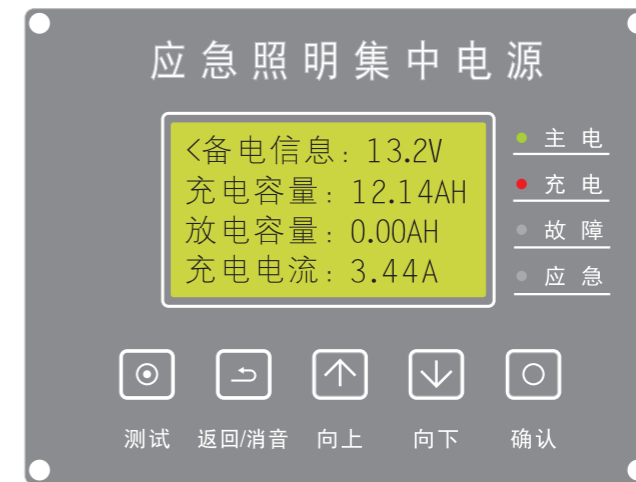 应急照明集中电源
<备电信息: 13.2V
充电容量: 12.14AH
放电容量: 0.00AH
充电电流: 3.44A
主电
充电
故障
应急
测试 返回/消音 向上 向下 确认